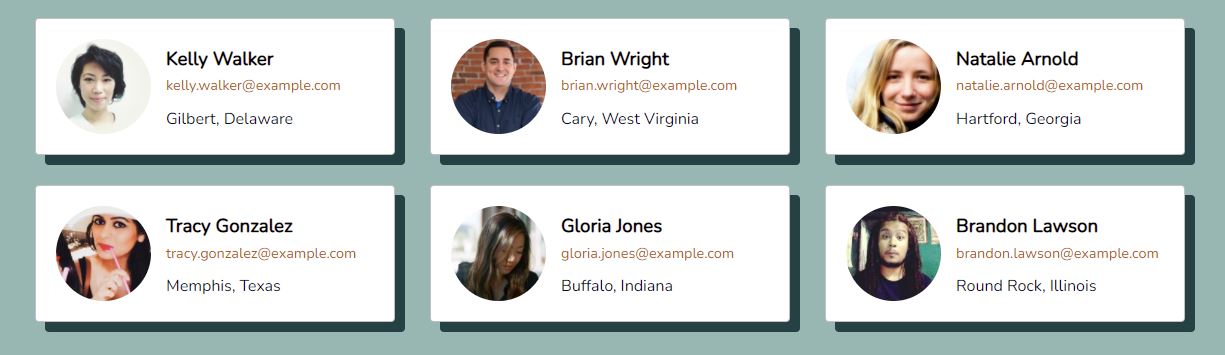 Kelly Walker
kelly.walker@example.com
Gilbert, Delaware
Brian Wright
brian.wright@example.com
Cary, West Virginia
Natalie Arnold
natalie.arnold@example.com
Hartford, Georgia
Tracy Gonzalez
tracy.gonzalez@example.com
Memphis, Texas
Gloria Jones
gloria.jones@example.com
Buffalo, Indiana
Brandon Lawson
brandon.lawson@example.com
Round Rock, Illinois